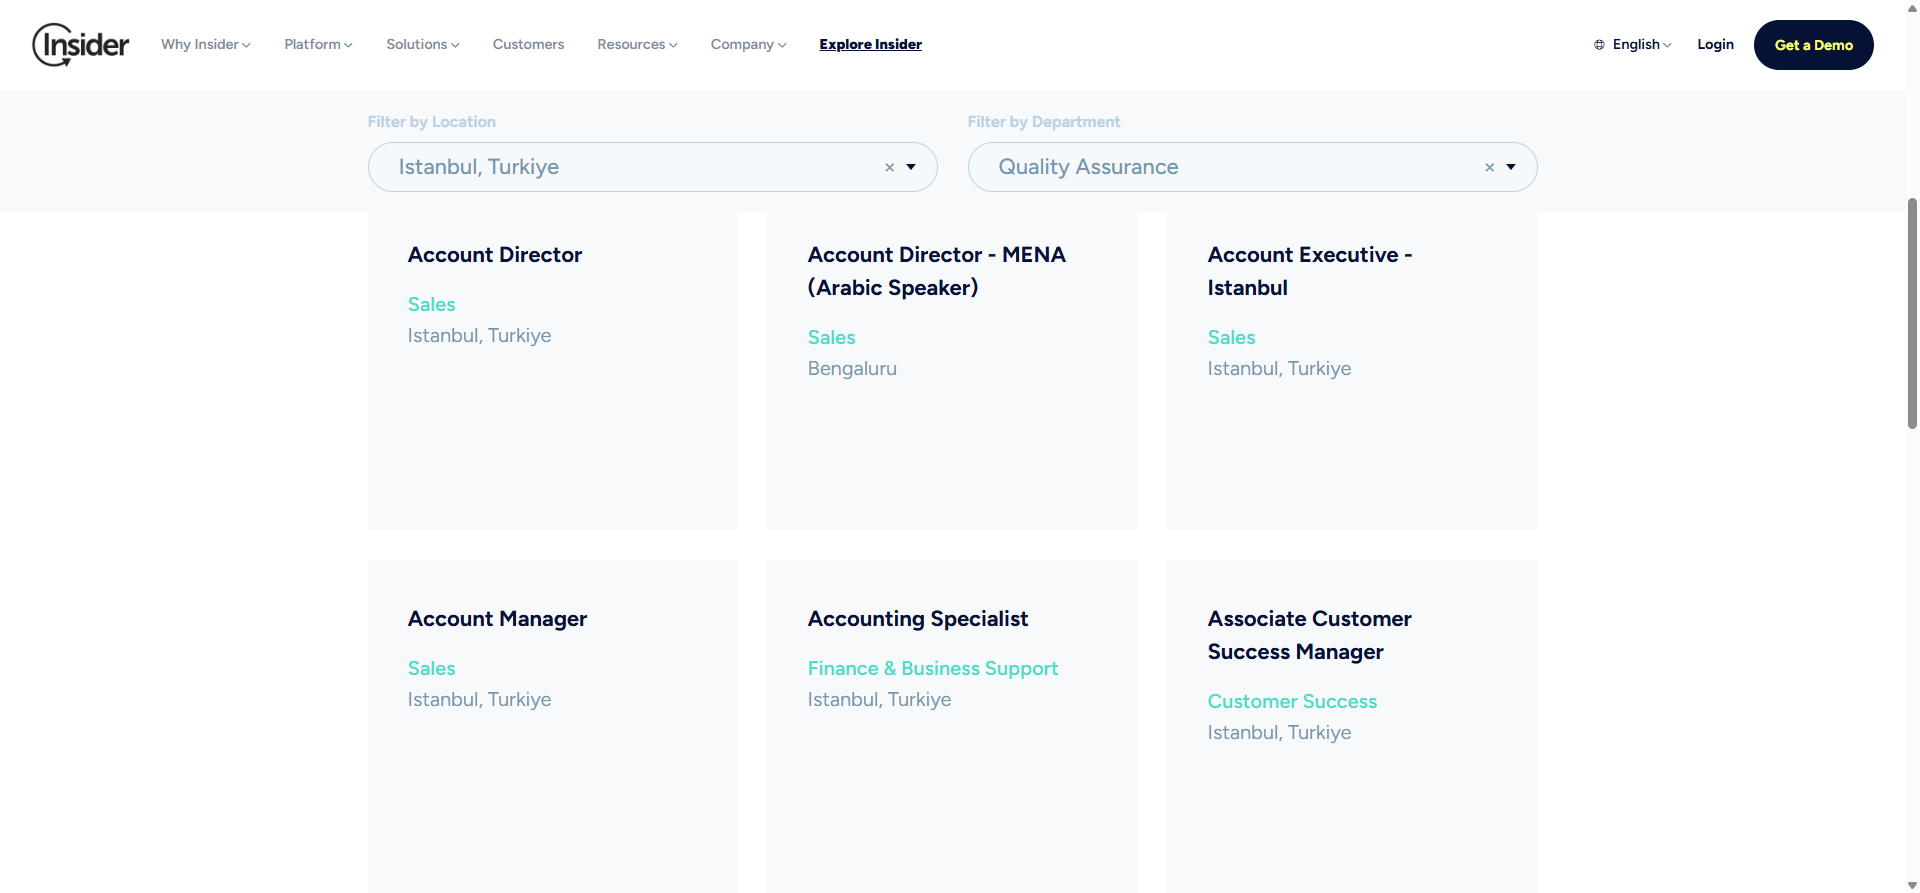 Insider
Why Insider
Platform
Solutions
Customers
Resources
Company
Explore Insider
English
Login
Get a Demo
Filter by Location
Filter by Department
Istanbul, Turkiye
×
Quality Assurance
×
Account Director
Sales
Istanbul, Turkiye
Account Director - MENA
(Arabic Speaker)
Sales
Bengaluru
Account Executive -
Istanbul
Sales
Istanbul, Turkiye
Account Manager
Sales
Istanbul, Turkiye
Accounting Specialist
Finance & Business Support
Istanbul, Turkiye
Associate Customer
Success Manager
Customer Success
Istanbul, Turkiye